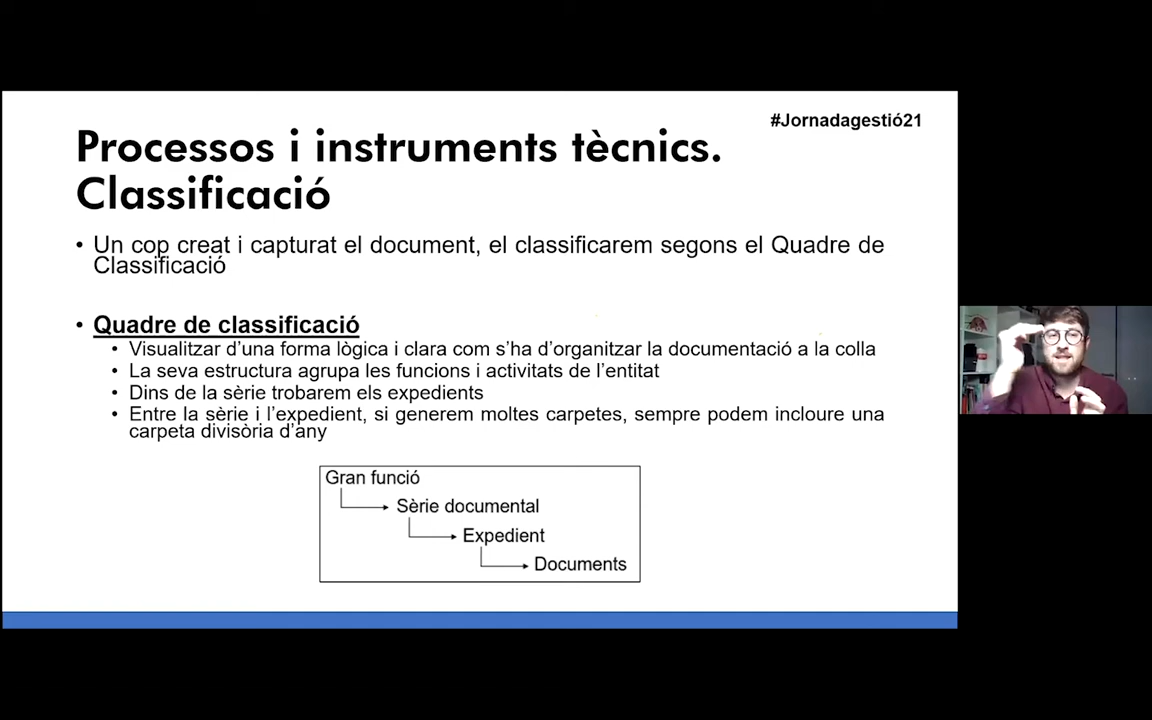 #Jornadagestió21
Processos i instruments tècnics.
Classificació
• Un cop creat i capturat el document, el classificarem segons el Quadre de
Classificació
• Quadre de classificació
• Visualitzar d’una forma lògica i clara com s’ha d’organitzar la documentació a la colla
• La seva estructura agrupa les funcions i activitats de l’entitat
• Dins de la sèrie trobarem els expedients
• Entre la sèrie i l’expedient, si generem moltes carpetes, sempre podem incloure una
carpeta divisòria d’any
Gran funció
Sèrie documental
Expedient
Documents